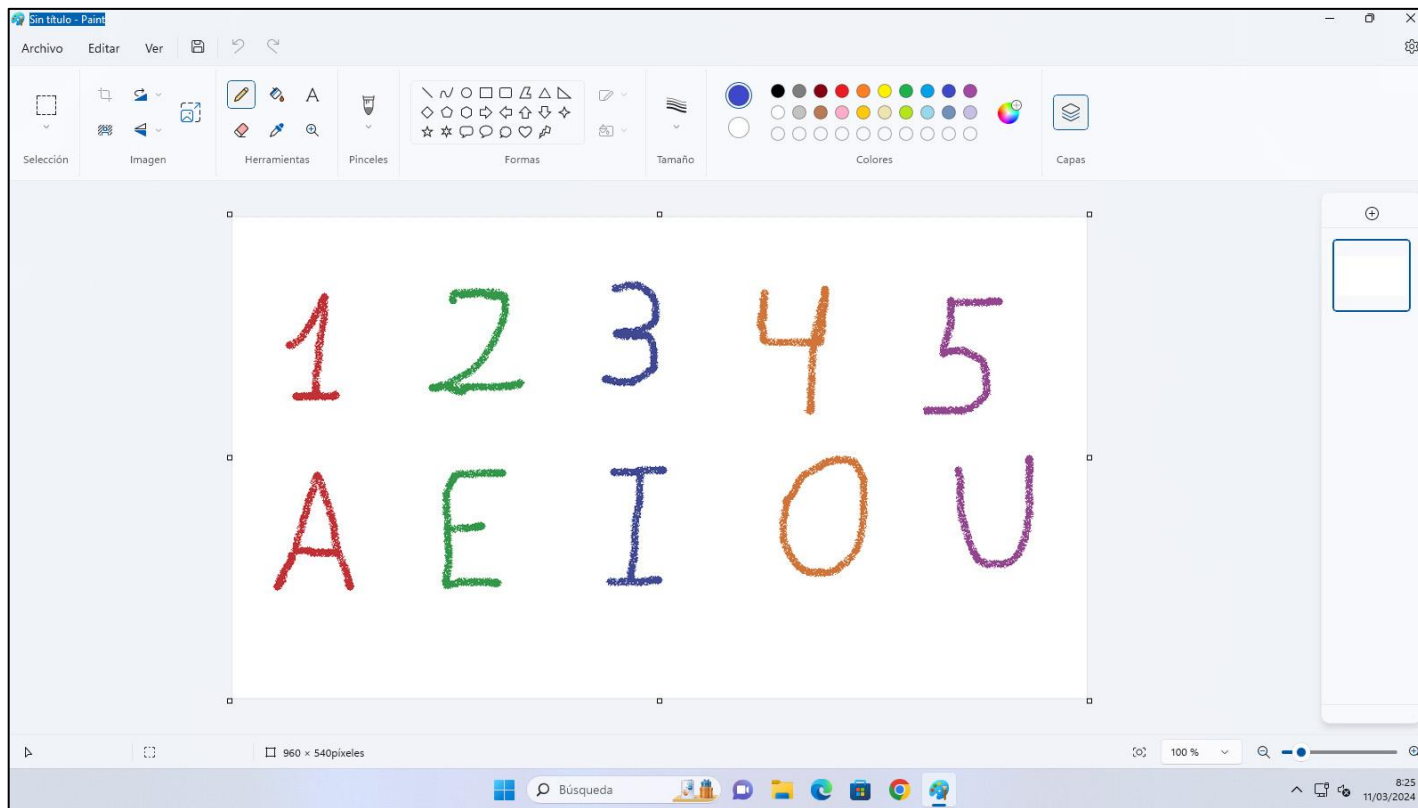 Sin título - Paint
Archivo Editar Ver
A
Selección Imagen Herramientas Pinceles Formas Tamaño Colores Capas
1 2 3 4 5
A E I O U
960 × 540píxeles 100 %
Búsqueda 8:25
11/03/2024